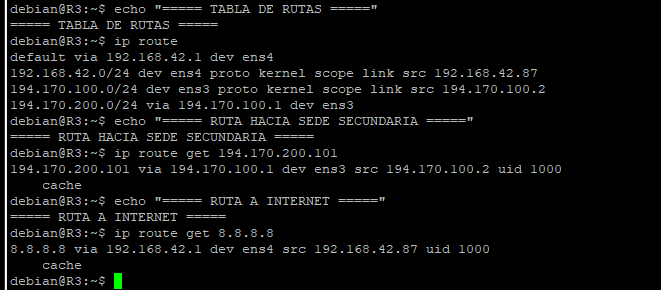 debian@R3:~$ echo "===== TABLA DE RUTAS ====="
===== TABLA DE RUTAS =====
debian@R3:~$ ip route
default via 192.168.42.1 dev ens4
192.168.42.0/24 dev ens4 proto kernel scope link src 192.168.42.87
194.170.100.0/24 dev ens3 proto kernel scope link src 194.170.100.2
194.170.200.0/24 via 194.170.100.1 dev ens3
debian@R3:~$ echo "===== RUTA HACIA SEDE SECUNDARIA ====="
===== RUTA HACIA SEDE SECUNDARIA =====
debian@R3:~$ ip route get 194.170.200.101
194.170.200.101 via 194.170.100.1 dev ens3 src 194.170.100.2 uid 1000
    cache
debian@R3:~$ echo "===== RUTA A INTERNET ====="
===== RUTA A INTERNET =====
debian@R3:~$ ip route get 8.8.8.8
8.8.8.8 via 192.168.42.1 dev ens4 src 192.168.42.87 uid 1000
    cache
debian@R3:~$